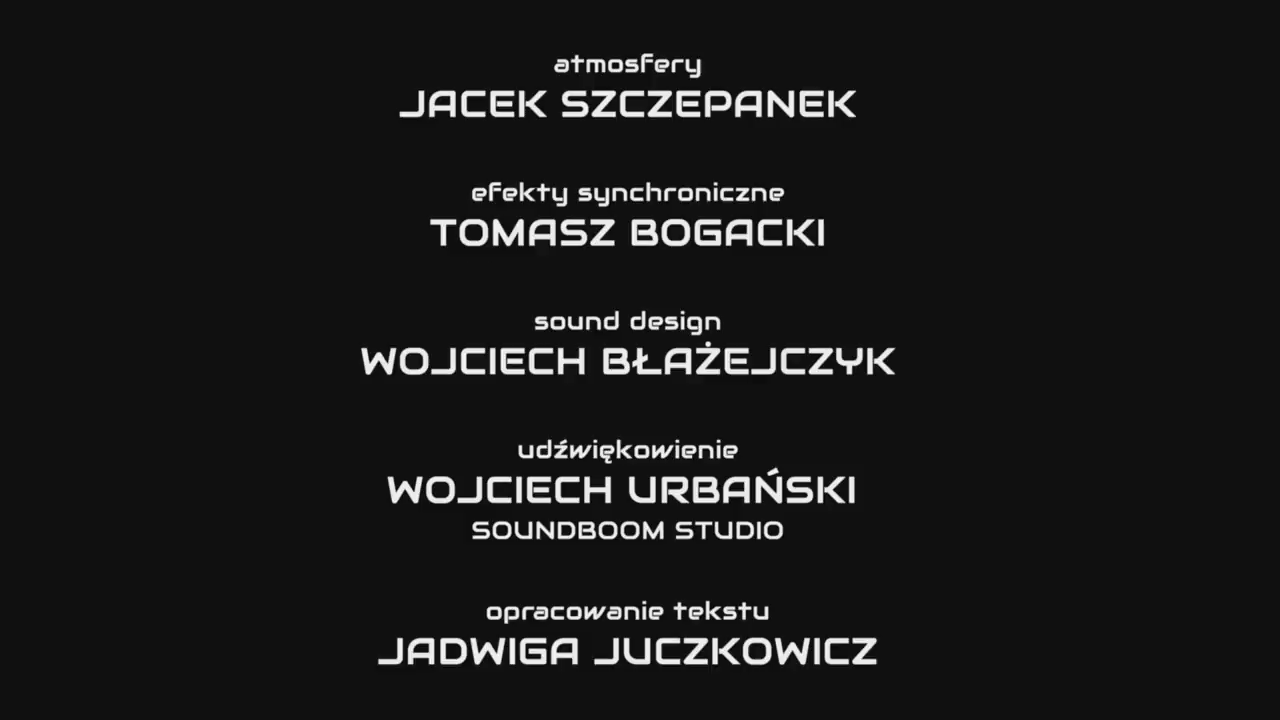 atmosfery
JACEK SZCZEPANEK
efekty synchroniczne
TOMASZ BOGACKI
sound design
WOJCIECH BŁAŻEJCZYK
udźwiękowienie
WOJCIECH URBAŃSKI
SOUNDBOOM STUDIO
opracowanie tekstu
JADWIGA JUCZKOWICZ